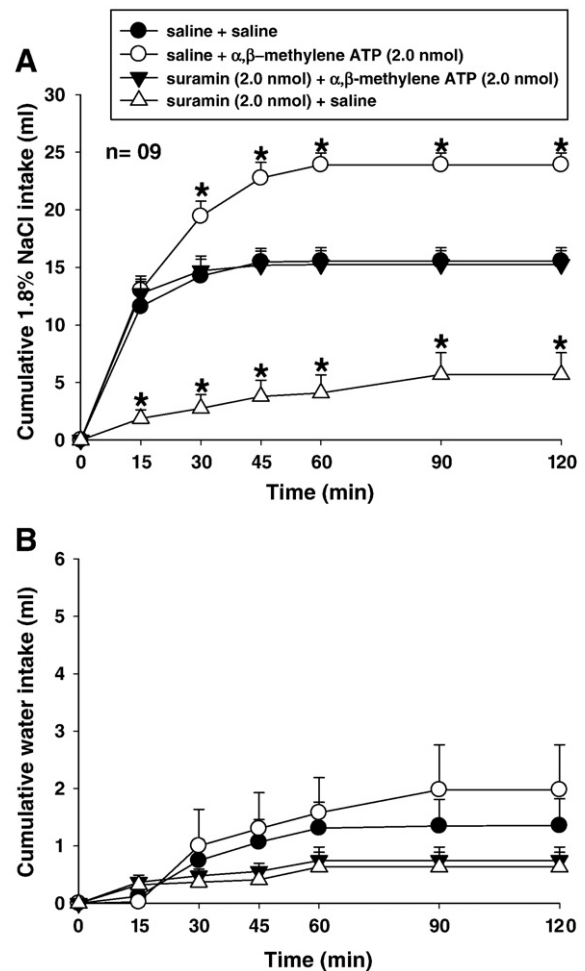 saline + saline
saline + α,β–methylene ATP (2.0 nmol)
suramin (2.0 nmol) + α,β-methylene ATP (2.0 nmol)
suramin (2.0 nmol) + saline
A
Cumulative 1.8% NaCl intake (ml)
30
25
20
15
10
5
0
n= 09
* * * * *
* * * * * *
0 15 30 45 60 90 120
Time (min)
B
Cumulative water intake (ml)
6
5
4
3
2
1
0
0 15 30 45 60 90 120
Time (min)